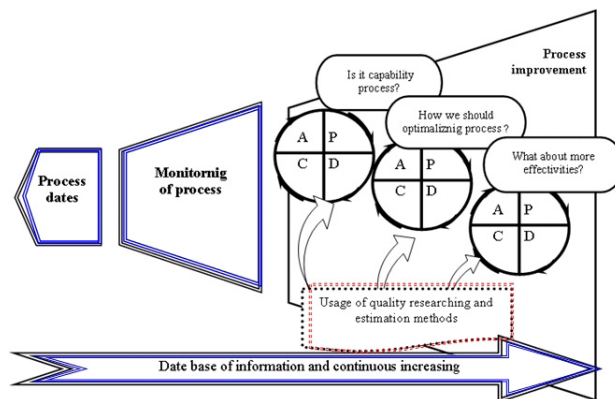 Process
improvement
Is it capability
process?
How we should
optimaliznig process ?
What about more
effectivities?
A P
C D
A P
C D
A P
C D
Process
dates
Monitornig
of process
Usage of quality researching and
estimation methods
Date base of information and continuous increasing